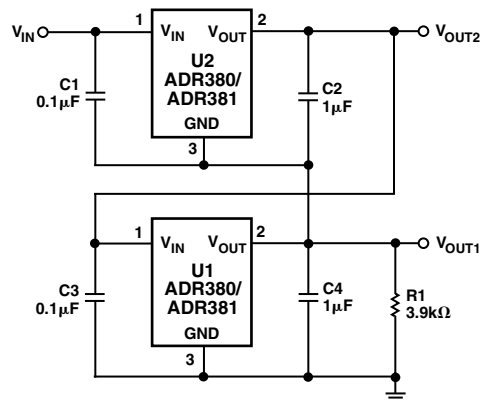 VIN
1
VIN
VOUT
2
VOUT2
U2
ADR380/
ADR381
GND
3
C1
0.1μF
C2
1μF
1
VIN
VOUT
2
VOUT1
U1
ADR380/
ADR381
GND
3
C3
0.1μF
C4
1μF
R1
3.9kΩ